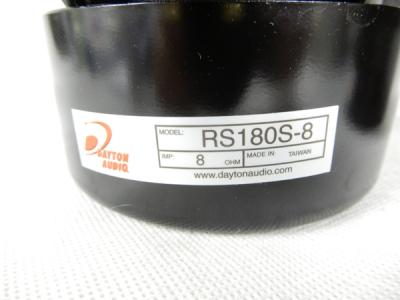 DAYTON
AUDIO
MODEL: RS180S-8
IMP: 8 OHM MADE IN TAIWAN
www.daytonaudio.com